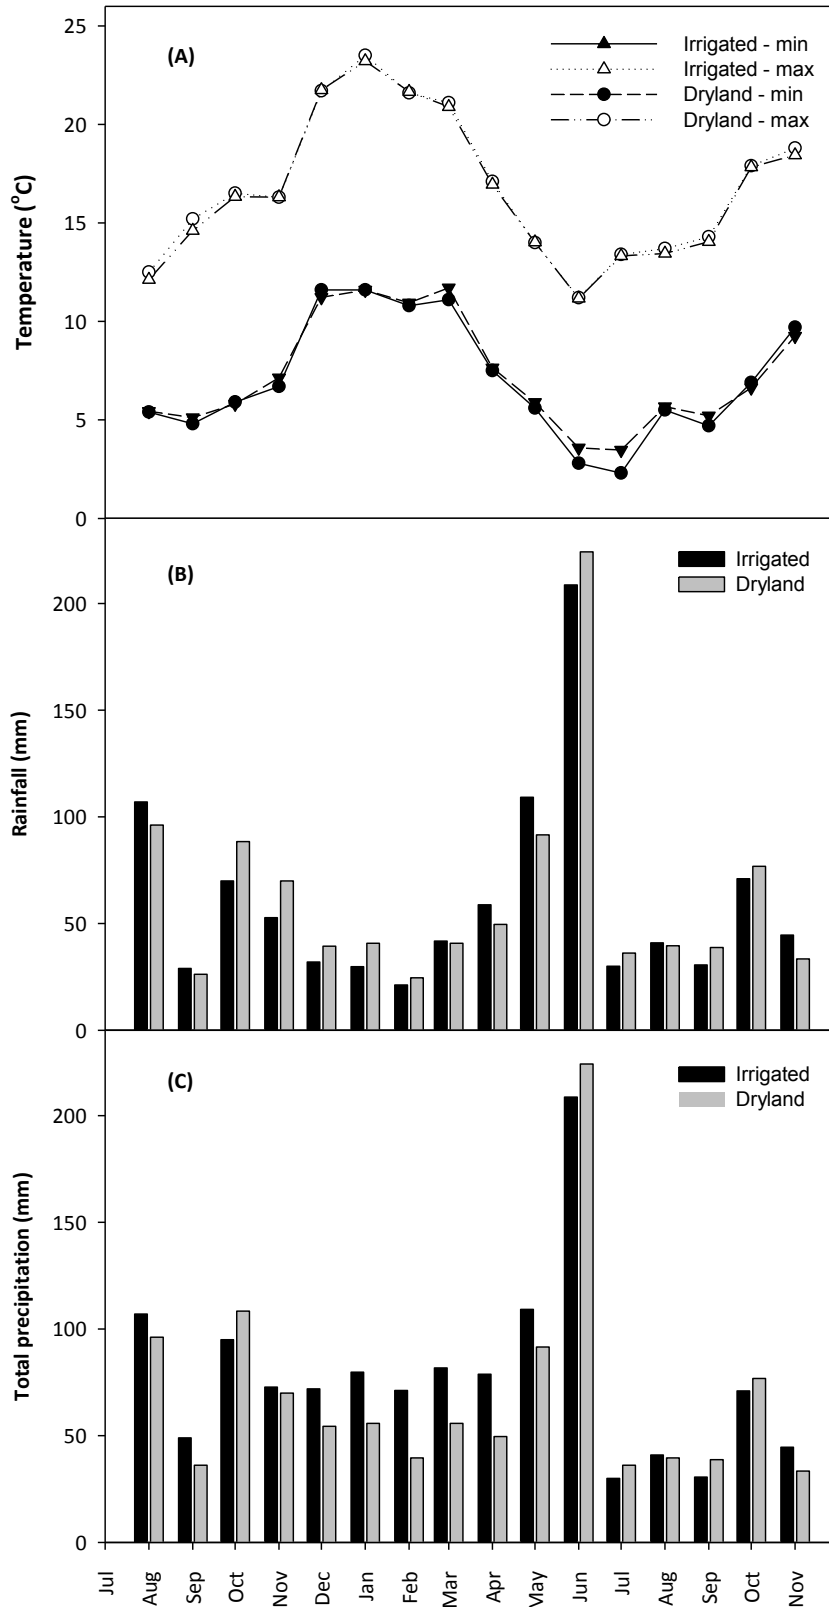 (A)
Irrigated - min
Irrigated - max
Dryland - min
Dryland - max
25
20
15
10
5
0
Temperature (°C)
(B)
Irrigated
Dryland
200
150
100
50
0
Rainfall (mm)
(C)
Irrigated
Dryland
200
150
100
50
0
Total precipitation (mm)
Jul
Aug
Sep
Oct
Nov
Dec
Jan
Feb
Mar
Apr
May
Jun
Jul
Aug
Sep
Oct
Nov